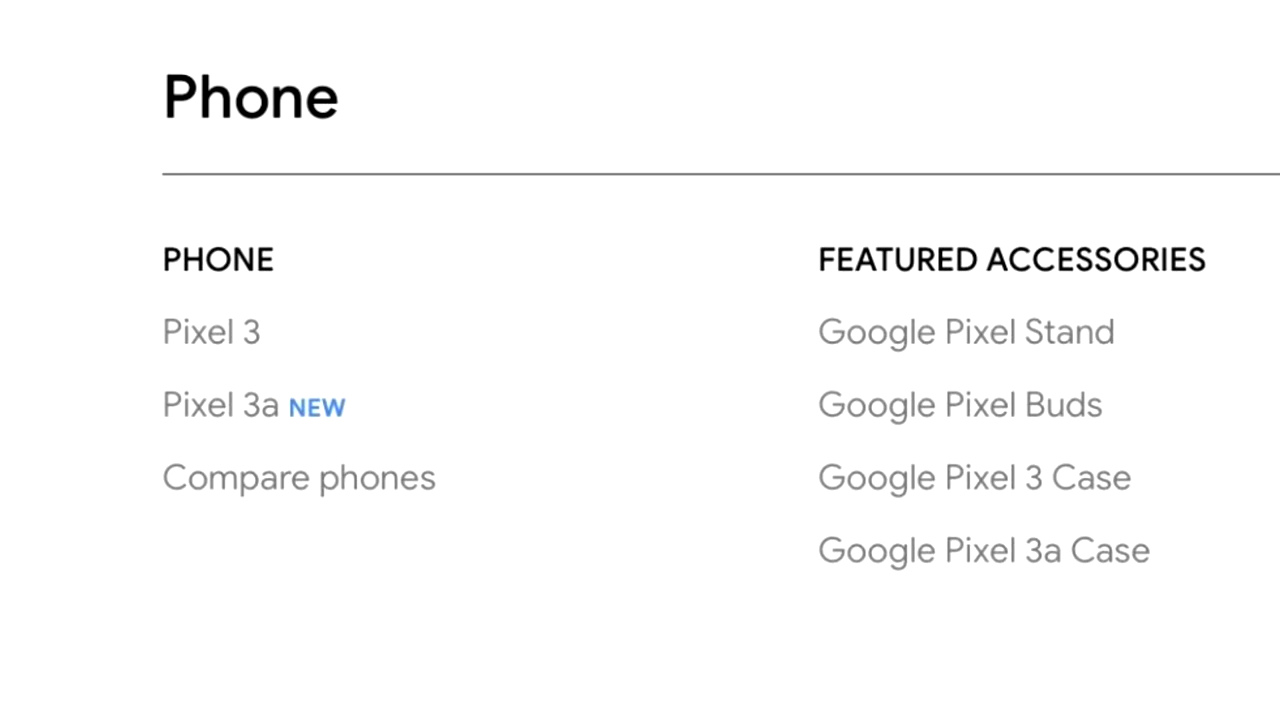 Phone
PHONE
Pixel 3
Pixel 3a NEW
Compare phones
FEATURED ACCESSORIES
Google Pixel Stand
Google Pixel Buds
Google Pixel 3 Case
Google Pixel 3a Case